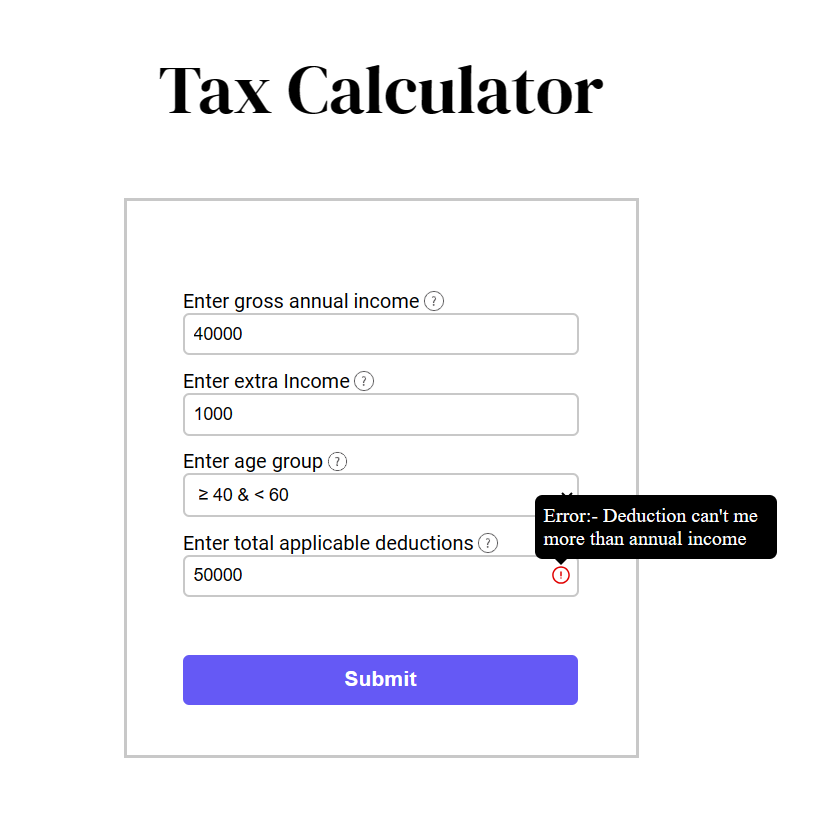 Tax Calculator
Enter gross annual income ?
40000
Enter extra Income ?
1000
Enter age group ?
≥ 40 & < 60
Error:- Deduction can't me
more than annual income
Enter total applicable deductions ?
50000
Submit